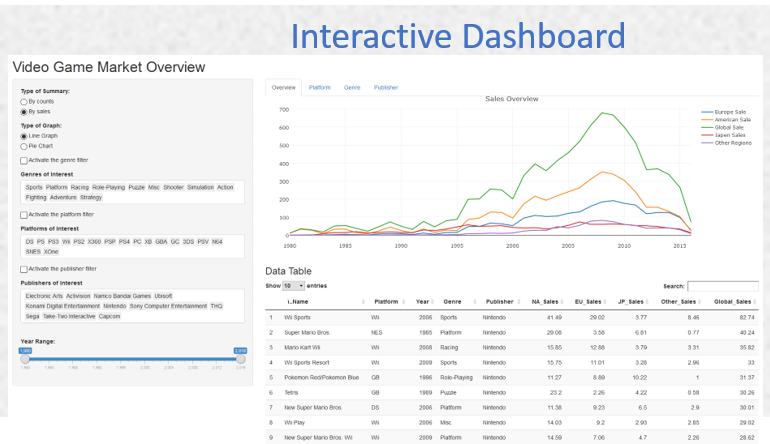 Interactive Dashboard
Video Game Market Overview
Type of Summary:
By counts
By sales
Type of Graph:
Line Graph
Pie Chart
Activate the genre filter
Genres of Interest
Sports Platform Racing Role-Playing Puzzle Misc Shooter Simulation Action
Fighting Adventure Strategy
Activate the platform filter
Platforms of Interest
DS PS PS3 Wii PS2 X360 PSP PS4 PC XB GBA GC 3DS PSV N64
SNES XOne
Activate the publisher filter
Publishers of Interest
Electronic Arts Activision Namco Bandai Games Ubisoft
Konami Digital Entertainment Nintendo Sony Computer Entertainment THQ
Sega Take-Two Interactive Capcom
Year Range:
Overview Platform Genre Publisher
Sales Overview
700
600
500
400
300
200
100
0
1980 1985 1990 1995 2000 2005 2010 2015
Europe Sale
American Sale
Global Sale
Japen Sales
Other Regions
Data Table
Show 10 entries Search:
Name Platform Year Genre Publisher NA_Sales EU_Sales JP_Sales Other_Sales Global_Sales
1 Wii Sports Wii 2006 Sports Nintendo 41.49 29.02 3.77 8.46 82.74
2 Super Mario Bros. NES 1985 Platform Nintendo 29.08 3.58 6.81 0.77 40.24
3 Mario Kart Wii Wii 2008 Racing Nintendo 15.85 12.88 3.79 3.31 35.82
4 Wii Sports Resort Wii 2009 Sports Nintendo 15.75 11.01 3.28 2.96 33
5 Pokemon Red/Pokemon Blue GB 1996 Role-Playing Nintendo 11.27 8.89 10.22 1 31.37
6 Tetris GB 1989 Puzzle Nintendo 23.2 2.26 4.22 0.58 30.26
7 New Super Mario Bros. DS 2006 Platform Nintendo 11.38 9.23 6.5 2.9 30.01
8 Wii Play Wii 2006 Misc Nintendo 14.03 9.2 2.93 2.85 29.02
9 New Super Mario Bros. Wii Wii 2009 Platform Nintendo 14.59 7.06 4.7 2.26 28.62